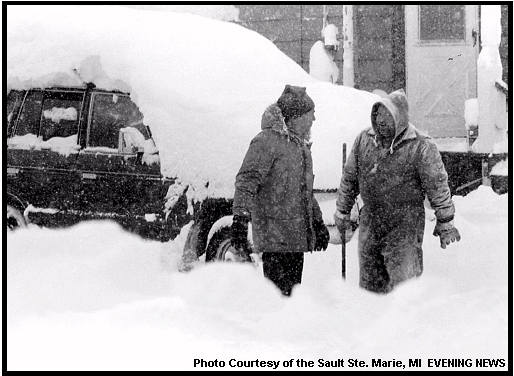 Photo Courtesy of the Sault Ste. Marie, MI EVENING NEWS